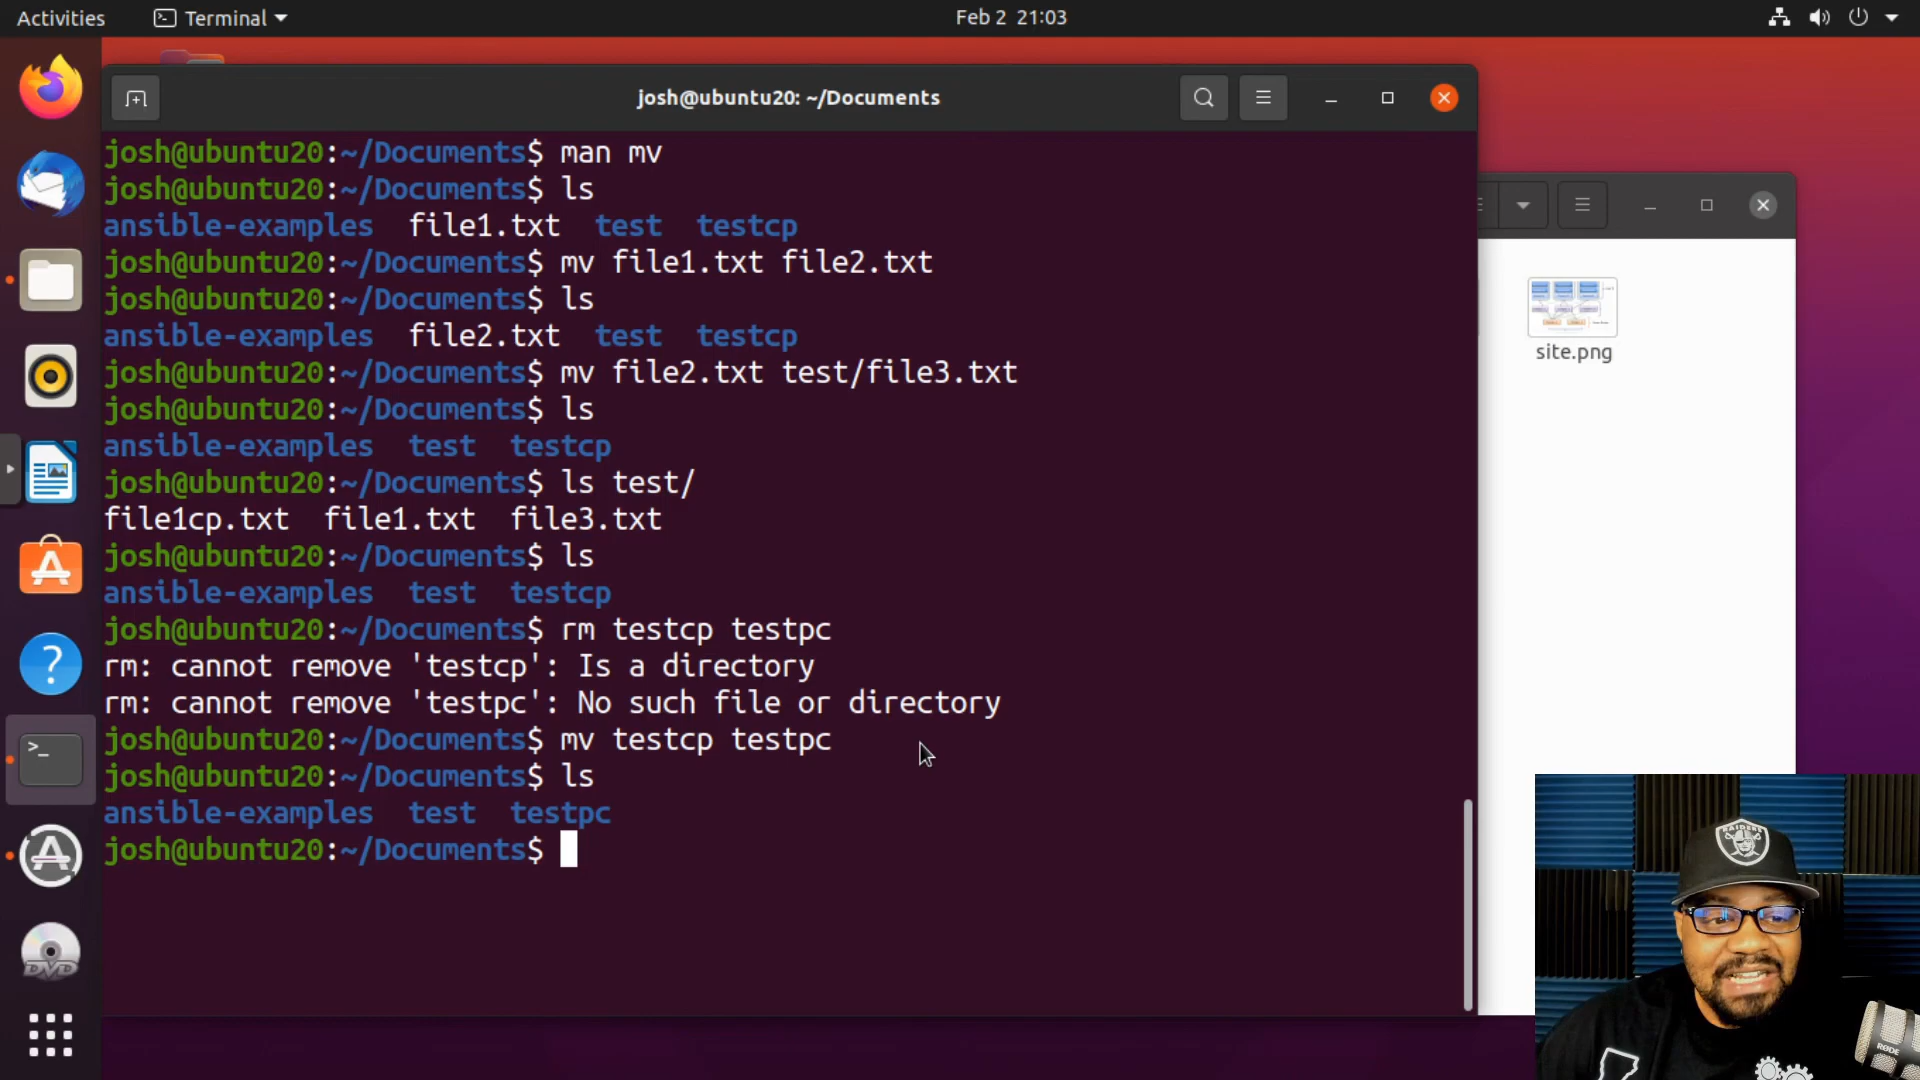 Activities
Terminal
Feb 2 21:03
josh@ubuntu20: ~/Documents
josh@ubuntu20:~/Documents$ man mv
josh@ubuntu20:~/Documents$ ls
ansible-examples file1.txt test testcp
josh@ubuntu20:~/Documents$ mv file1.txt file2.txt
josh@ubuntu20:~/Documents$ ls
ansible-examples file2.txt test testcp
josh@ubuntu20:~/Documents$ mv file2.txt test/file3.txt
josh@ubuntu20:~/Documents$ ls
ansible-examples test testcp
josh@ubuntu20:~/Documents$ ls test/
file1cp.txt file1.txt file3.txt
josh@ubuntu20:~/Documents$ ls
ansible-examples test testcp
josh@ubuntu20:~/Documents$ rm testcp testpc
rm: cannot remove 'testcp': Is a directory
rm: cannot remove 'testpc': No such file or directory
josh@ubuntu20:~/Documents$ mv testcp testpc
josh@ubuntu20:~/Documents$ ls
ansible-examples test testpc
josh@ubuntu20:~/Documents$
site.png
>_
DVD
RAIDERS
RØDE